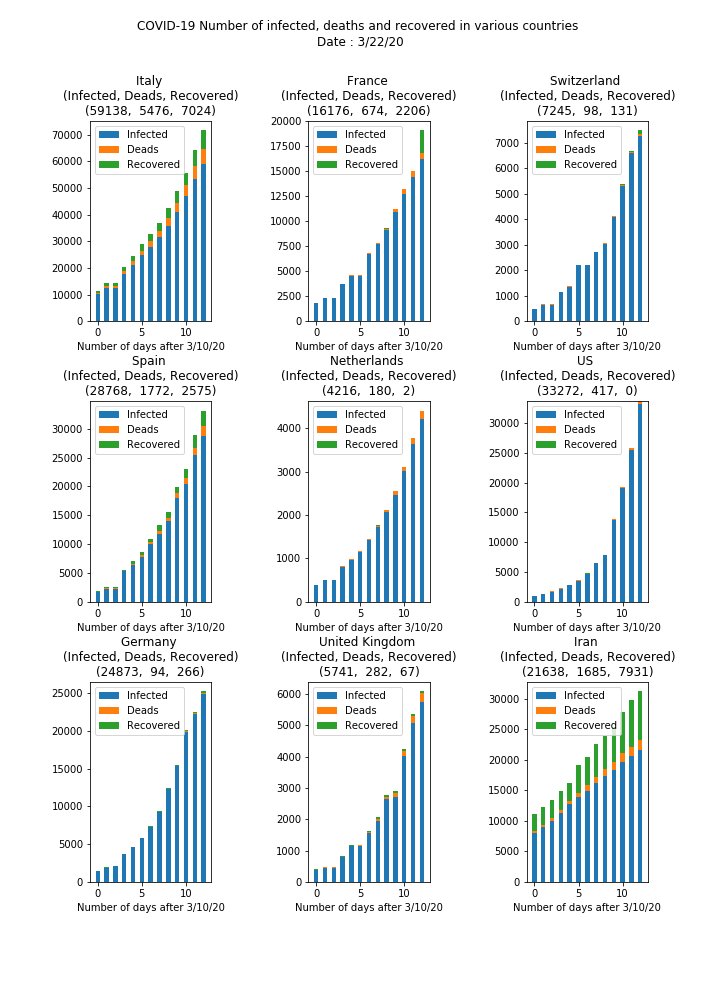 COVID-19 Number of infected, deaths and recovered in various countries
Date : 3/22/20
Italy
(Infected, Deads, Recovered)
(59138, 5476, 7024)
70000
60000
50000
40000
30000
20000
10000
0
Infected
Deads
Recovered
0 5 10
Number of days after 3/10/20
France
(Infected, Deads, Recovered)
(16176, 674, 2206)
20000
17500
15000
12500
10000
7500
5000
2500
0
Infected
Deads
Recovered
0 5 10
Number of days after 3/10/20
Switzerland
(Infected, Deads, Recovered)
(7245, 98, 131)
7000
6000
5000
4000
3000
2000
1000
Infected
Deads
Recovered
0 5 10
Number of days after 3/10/20
Spain
(Infected, Deads, Recovered)
(28768, 1772, 2575)
30000
25000
20000
15000
10000
5000
0
Infected
Deads
Recovered
0 5 10
Number of days after 3/10/20
Netherlands
(Infected, Deads, Recovered)
(4216, 180, 2)
4000
3000
2000
1000
0
Infected
Deads
Recovered
0 5 10
Number of days after 3/10/20
US
(Infected, Deads, Recovered)
(33272, 417, 0)
30000
25000
20000
15000
10000
5000
0
Infected
Deads
Recovered
0 5 10
Number of days after 3/10/20
Germany
(Infected, Deads, Recovered)
(24873, 94, 266)
25000
20000
15000
10000
5000
0
Infected
Deads
Recovered
0 5 10
Number of days after 3/10/20
United Kingdom
(Infected, Deads, Recovered)
(5741, 282, 67)
6000
5000
4000
3000
2000
1000
0
Infected
Deads
Recovered
0 5 10
Number of days after 3/10/20
Iran
(Infected, Deads, Recovered)
(21638, 1685, 7931)
30000
25000
20000
15000
10000
5000
0
Infected
Deads
Recovered
0 5 10
Number of days after 3/10/20